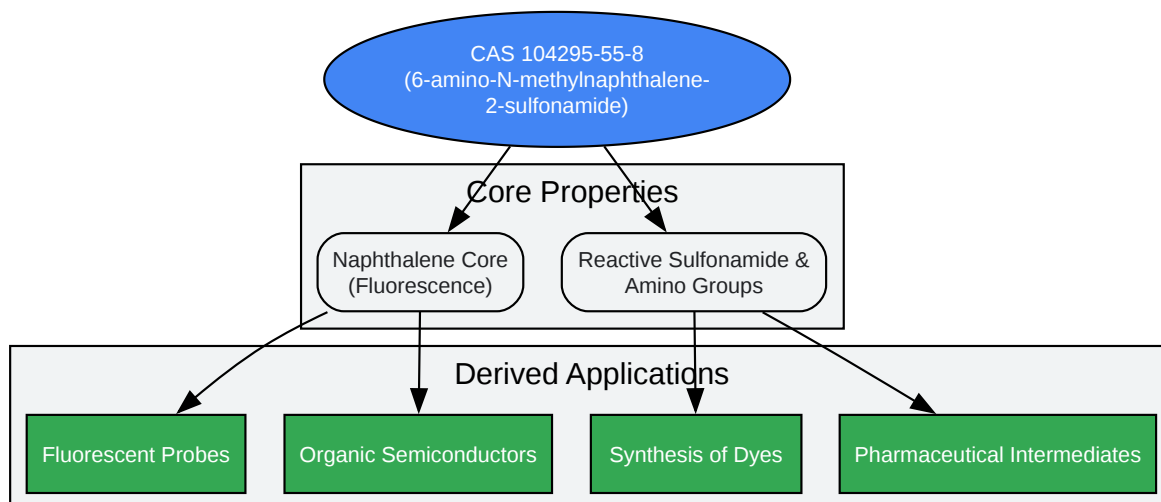 CAS 104295-55-8
(6-amino-N-methylnaphthalene-
2-sulfonamide)
Core Properties
Naphthalene Core
(Fluorescence)
Reactive Sulfonamide &
Amino Groups
Derived Applications
Fluorescent Probes
Organic Semiconductors
Synthesis of Dyes
Pharmaceutical Intermediates